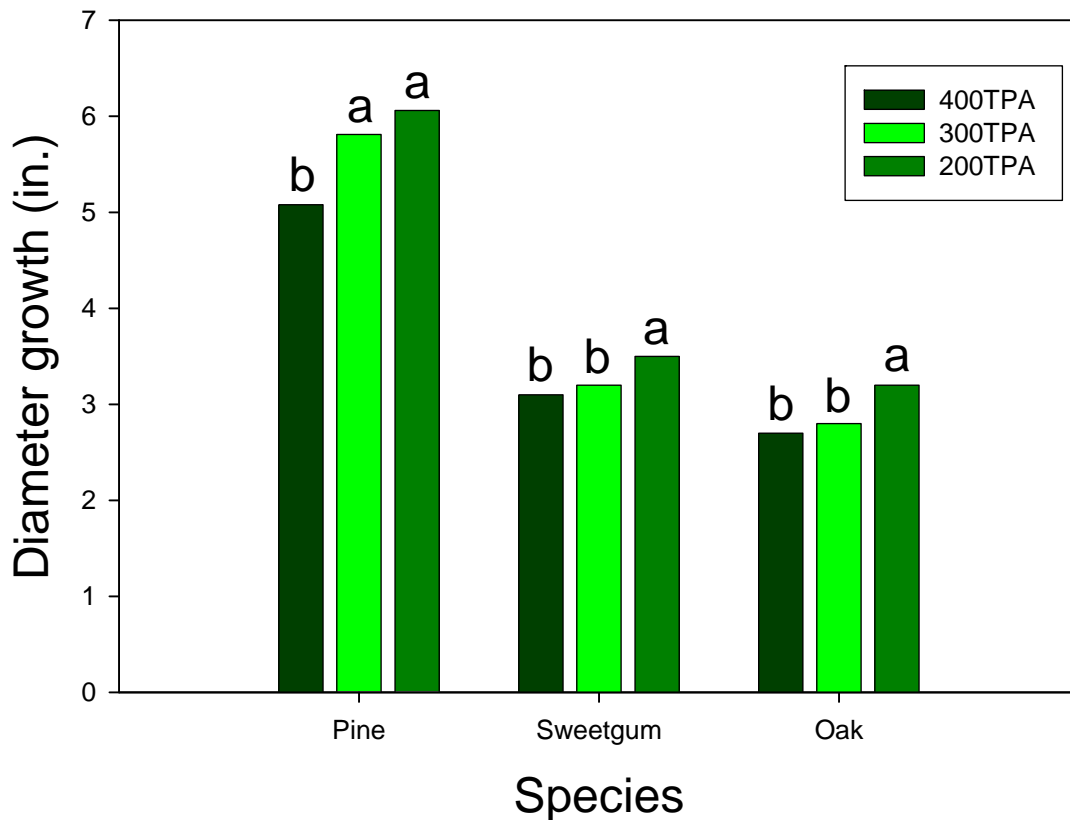 Diameter growth (in.)
7
6
5
4
3
2
1
0
b
a
a
b
b
a
b
b
a
400TPA
300TPA
200TPA
Pine
Sweetgum
Oak
Species